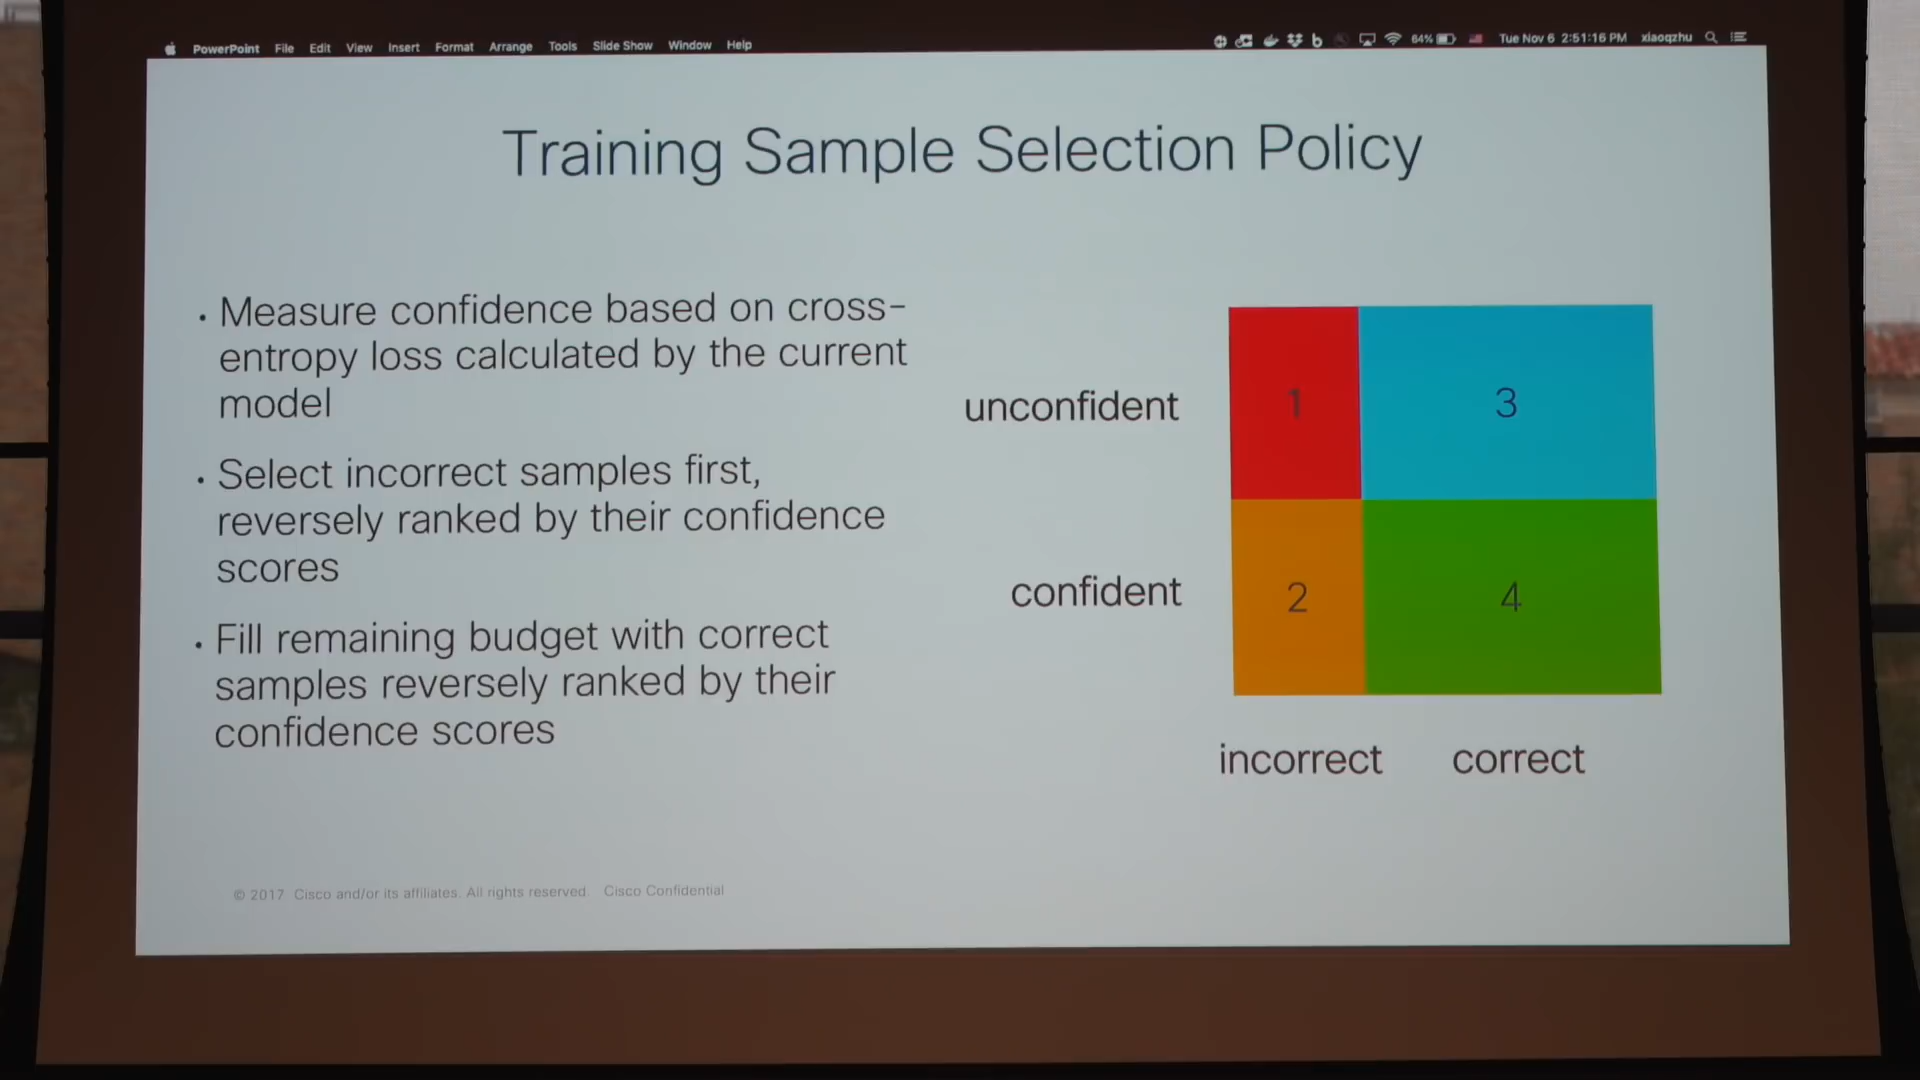 PowerPoint File Edit View Insert Format Arrange Tools Slide Show Window Help
64% Tue Nov 6 2:51:16 PM xiaoqzhu
Training Sample Selection Policy
• Measure confidence based on cross-
entropy loss calculated by the current
model
• Select incorrect samples first,
reversely ranked by their confidence
scores
• Fill remaining budget with correct
samples reversely ranked by their
confidence scores
unconfident
1 3
confident
2 4
incorrect correct
© 2017 Cisco and/or its affiliates. All rights reserved. Cisco Confidential